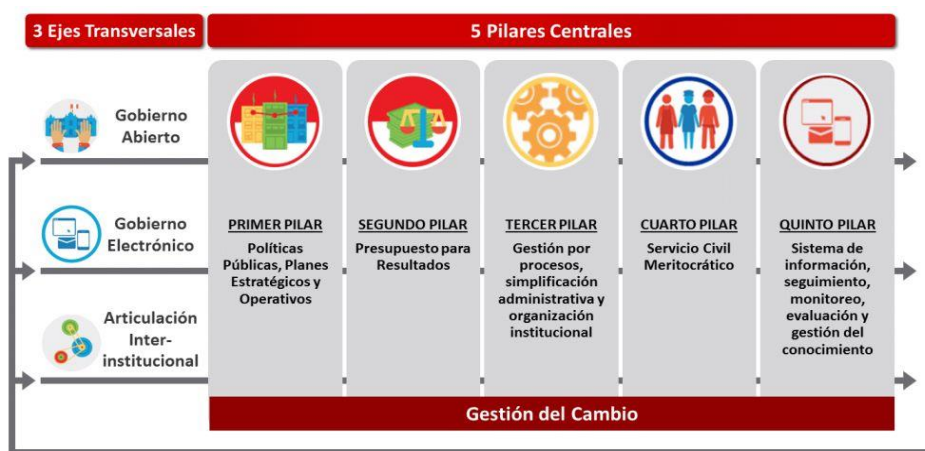 3 Ejes Transversales
5 Pilares Centrales
Gobierno
Abierto
Gobierno
Electrónico
Articulación
Inter-
institucional
PRIMER PILAR
Políticas
Públicas, Planes
Estratégicos y
Operativos
SEGUNDO PILAR
Presupuesto para
Resultados
TERCER PILAR
Gestión por
procesos,
simplificación
administrativa y
organización
institucional
CUARTO PILAR
Servicio Civil
Meritocrático
QUINTO PILAR
Sistema de
información,
seguimiento,
monitoreo,
evaluación y
gestión del
conocimiento
Gestión del Cambio